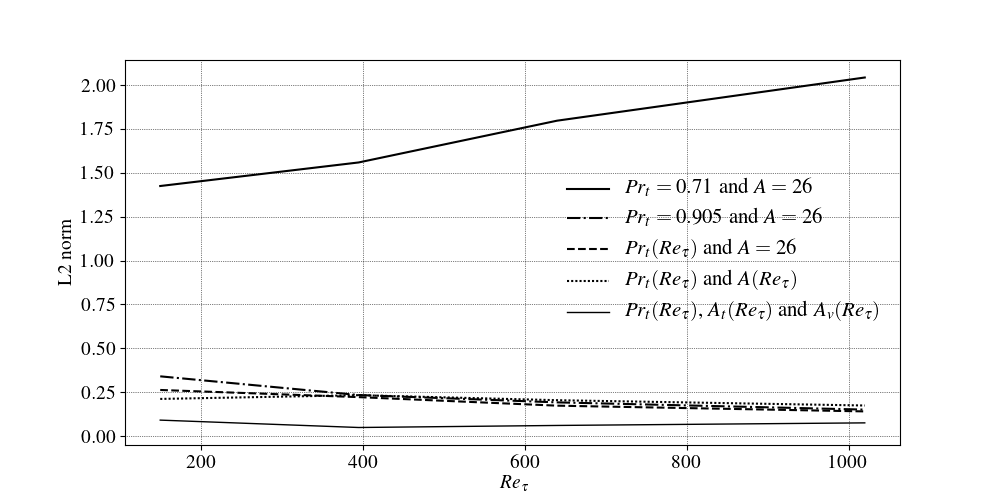 2.00
1.75
1.50
1.25
1.00
0.75
0.50
0.25
0.00
L2 norm
Pr_t = 0.71 and A = 26
Pr_t = 0.905 and A = 26
Pr_t(Re_τ) and A = 26
Pr_t(Re_τ) and A(Re_τ)
Pr_t(Re_τ), A_t(Re_τ) and A_v(Re_τ)
200 400 600 800 1000
Re_τ